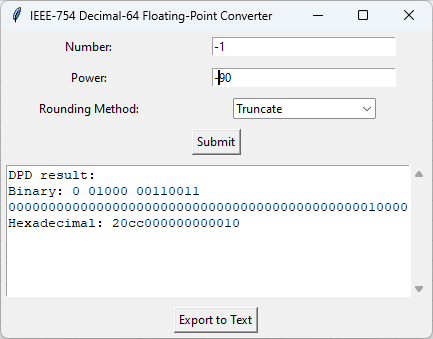 IEEE-754 Decimal-64 Floating-Point Converter
Number: -1
Power: -90
Rounding Method: Truncate
Submit
DPD result:
Binary: 0 01000 00110011
00000000000000000000000000000000000000000000010000
Hexadecimal: 20cc000000000010
Export to Text